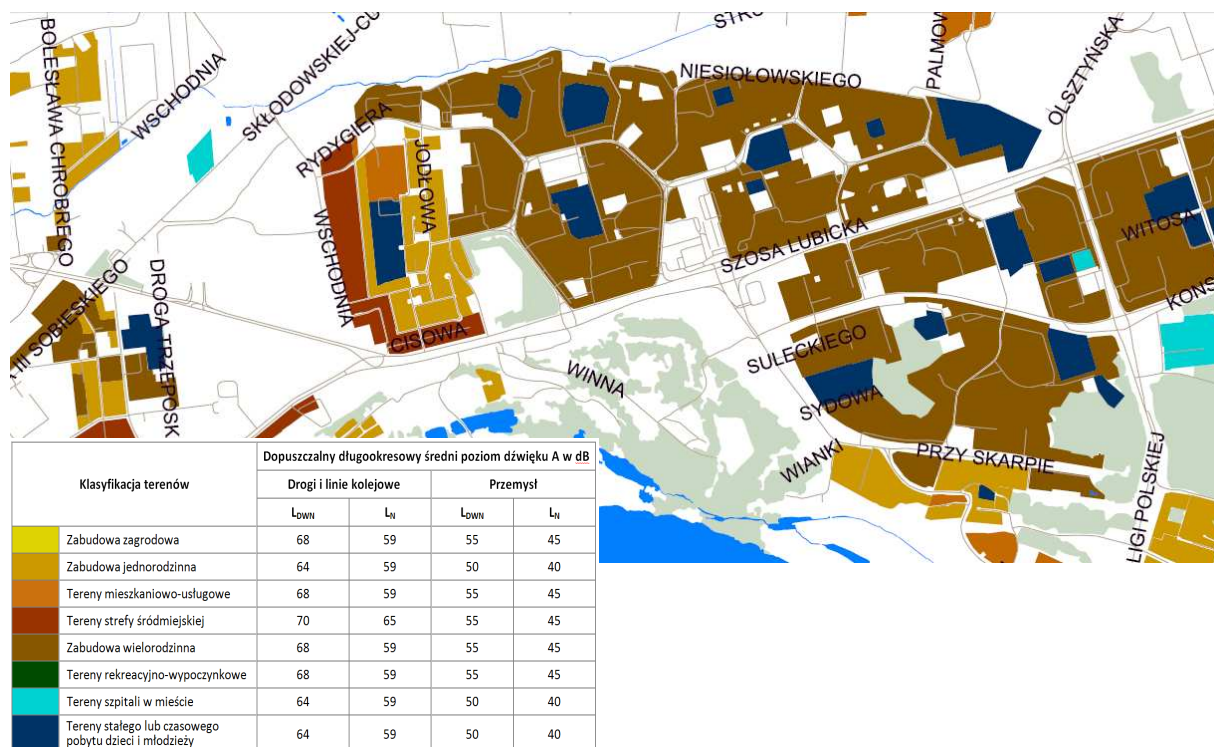 STRU
PALMOW
OLSZTYŃSKA
BOLESŁAWA CHROBREGO
WSCHODNIA
SKŁODOWSKIEJ-CU
NIESIOŁOWSKIEGO
RYDYGIERA
JODŁOWA
WSCHODNIA
SZOSA LUBICKA
WITOSA
KONS
III SOBIESKIEGO
DROGA TRZEPOSK
CISOWA
WINNA
SULECKIEGO
SYDOWA
WIANKI
PRZY SKARPIE
LIGI POLSKIEJ
Klasyfikacja terenów
Dopuszczalny długookresowy średni poziom dźwięku A w dB
Drogi i linie kolejowe Przemysł
LDWN LN LDWN LN
Zabudowa zagrodowa 68 59 55 45
Zabudowa jednorodzinna 64 59 50 40
Tereny mieszkaniowo-usługowe 68 59 55 45
Tereny strefy śródmiejskiej 70 65 55 45
Zabudowa wielorodzinna 68 59 55 45
Tereny rekreacyjno-wypoczynkowe 68 59 55 45
Tereny szpitali w mieście 64 59 50 40
Tereny stałego lub czasowego
pobytu dzieci i młodzieży 64 59 50 40